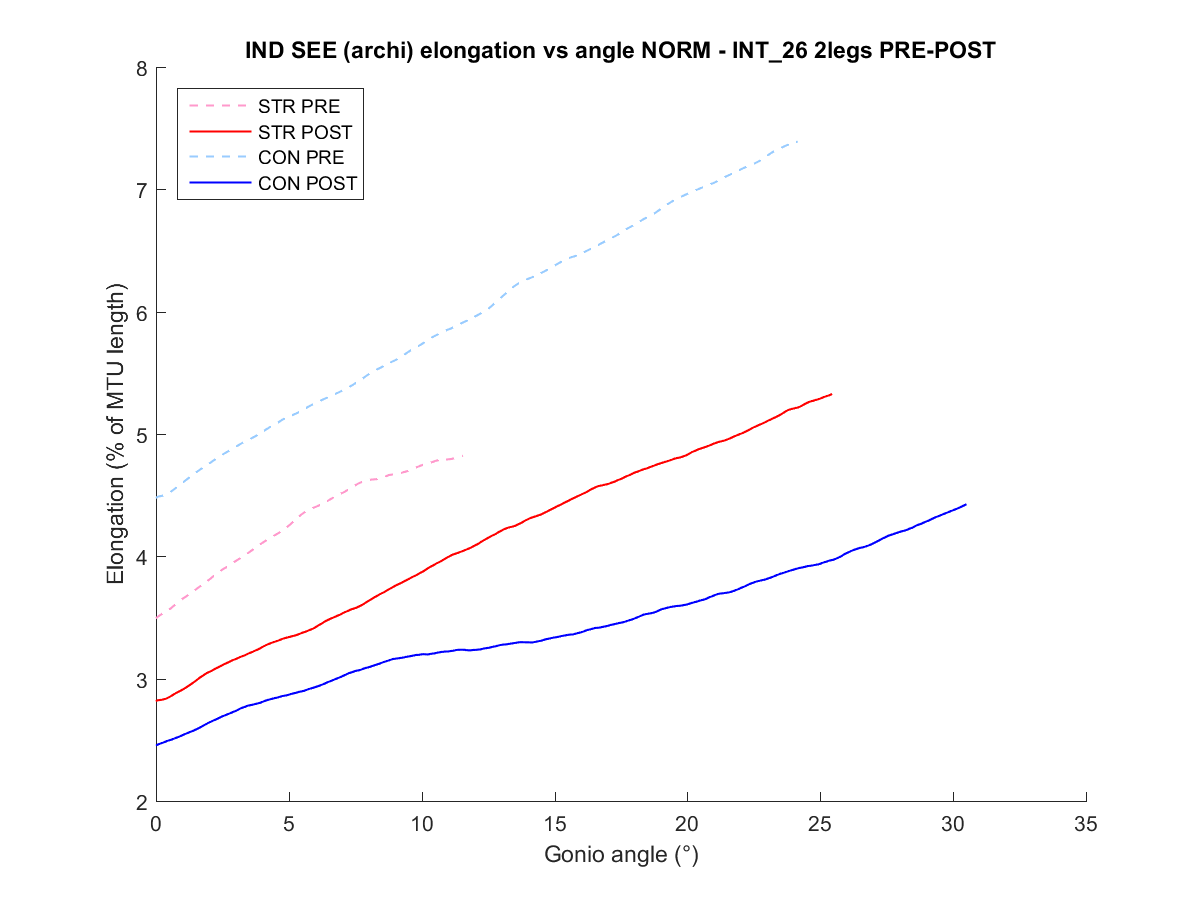 IND SEE (archi) elongation vs angle NORM - INT_26 2legs PRE-POST
STR PRE
STR POST
CON PRE
CON POST
Elongation (% of MTU length)
8
7
6
5
4
3
2
0 5 10 15 20 25 30 35
Gonio angle (°)